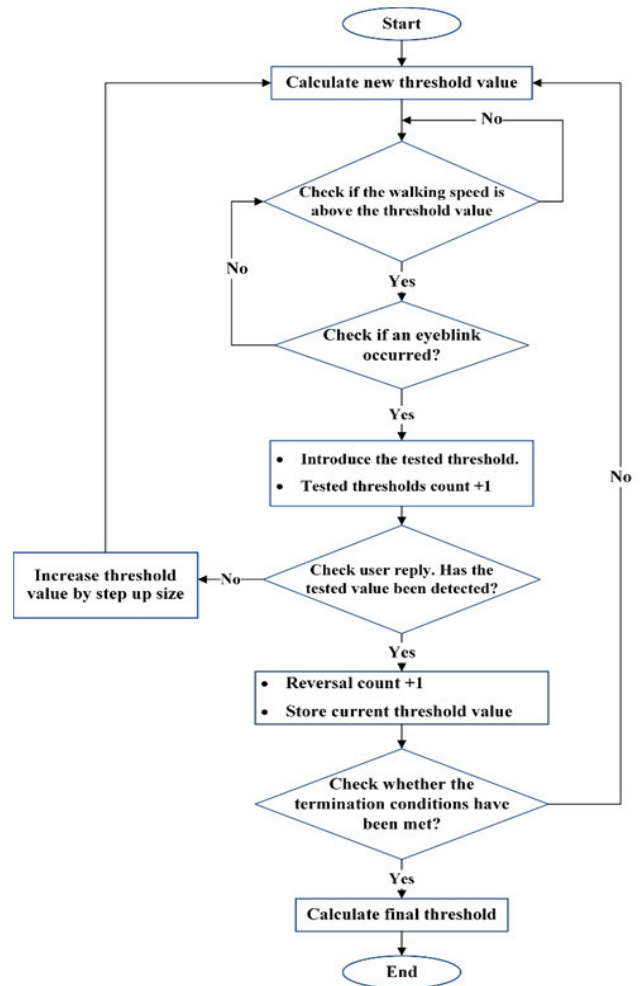 Start
Calculate new threshold value
No
Check if the walking speed is
above the threshold value
No
Yes
Check if an eyeblink
occurred?
Yes
• Introduce the tested threshold.
• Tested thresholds count +1
No
Increase threshold
value by step up size
No
Check user reply. Has the
tested value been detected?
Yes
• Reversal count +1
• Store current threshold value
Check whether the
termination conditions have
been met?
Yes
Calculate final threshold
End